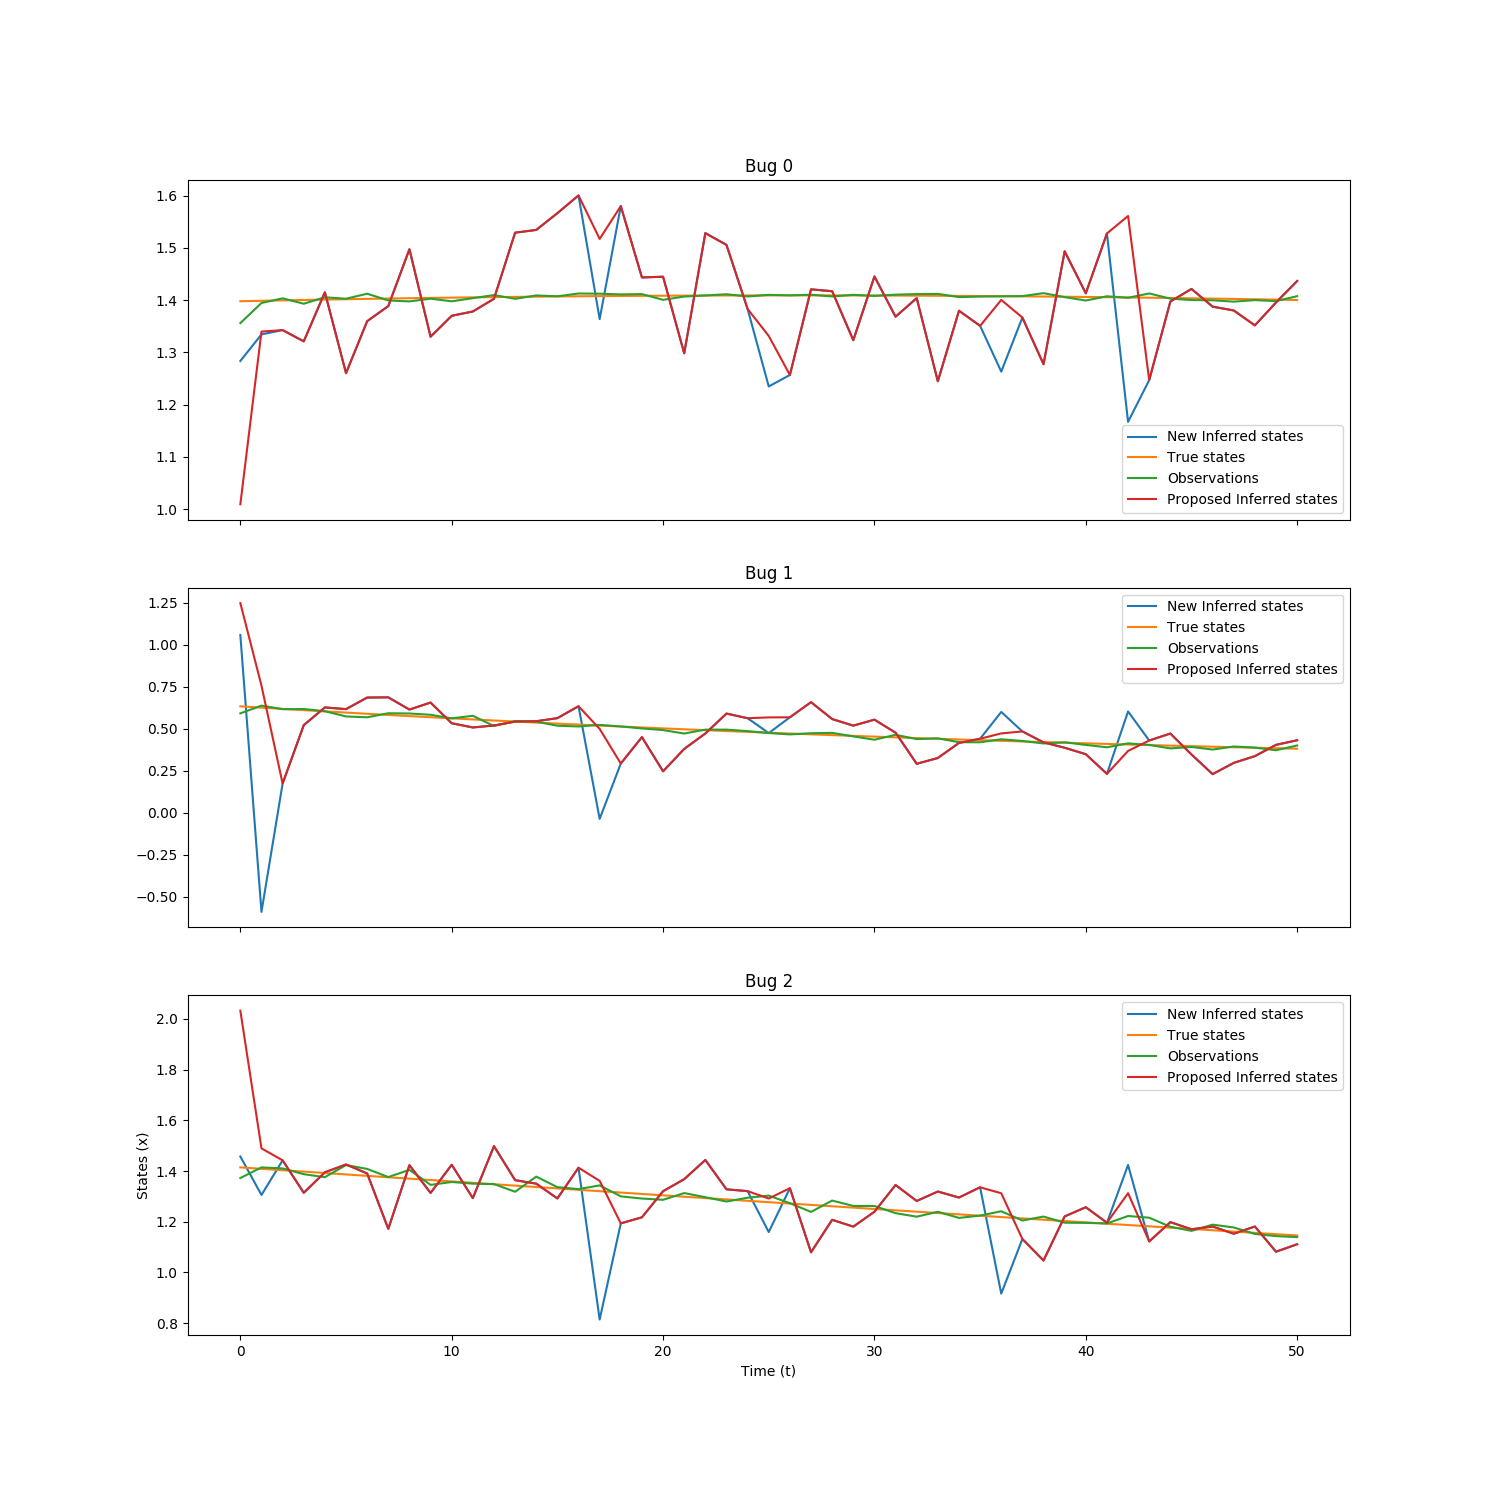 Bug 0
1.6
1.5
1.4
1.3
1.2
1.1
1.0
New Inferred states
True states
Observations
Proposed Inferred states
Bug 1
1.25
1.00
0.75
0.50
0.25
0.00
−0.25
−0.50
New Inferred states
True states
Observations
Proposed Inferred states
Bug 2
2.0
1.8
1.6
1.4
1.2
1.0
0.8
States (x)
New Inferred states
True states
Observations
Proposed Inferred states
0 10 20 30 40 50
Time (t)